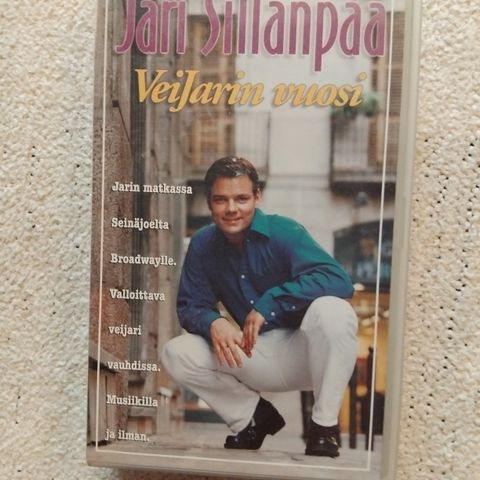 Jari Sillanpää
VeiJarin vuosi
Jarin matkassa
Seinäjoelta
Broadwaylle.
Valloittava
veijari
vauhdissa.
Musiikilla
ja ilman.